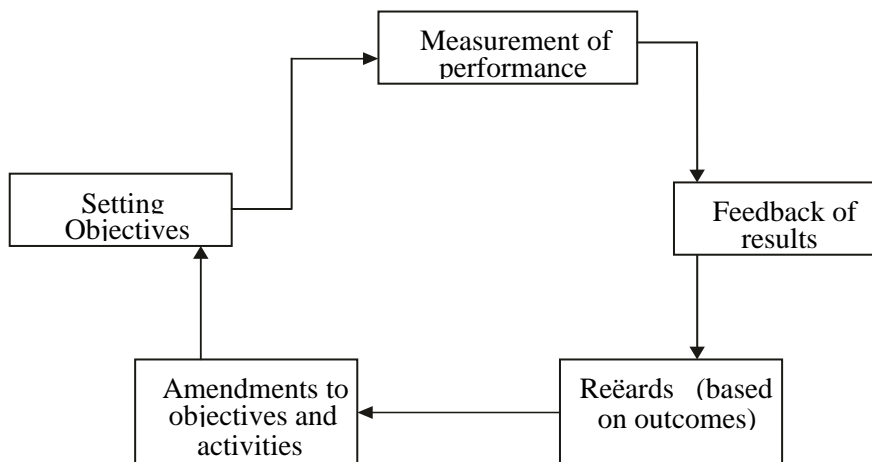 Measurement of
performance
Setting
Objectives
Feedback of
results
Amendments to
objectives and
activities
Reëards (based
on outcomes)